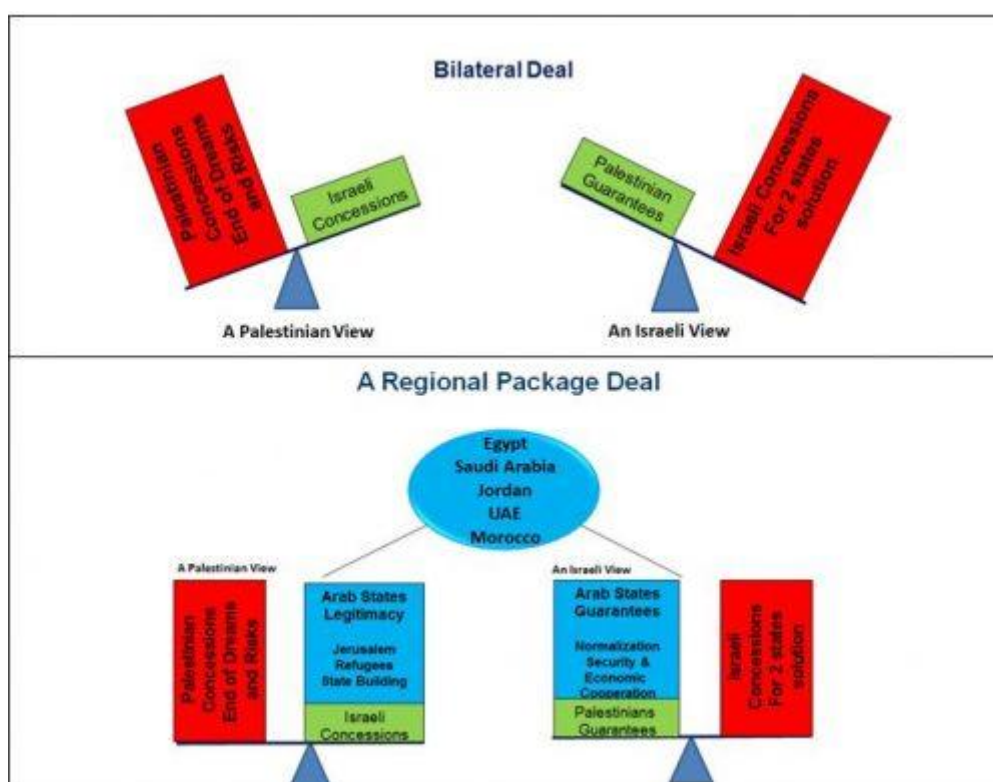 Bilateral Deal
Palestinian
Concessions
End of Dreams
and Risks
Israeli
Concessions
A Palestinian View
Palestinian
Guarantees
Israeli Concessions
For 2 states
solution
An Israeli View
A Regional Package Deal
Egypt
Saudi Arabia
Jordan
UAE
Morocco
A Palestinian View
Palestinian
Concessions
End of Dreams
and Risks
Arab States
Legitimacy
Jerusalem
Refugees
State Building
Israeli
Concessions
An Israeli View
Arab States
Guarantees
Normalization
Security &
Economic
Cooperation
Palestinians
Guarantees
Israeli
Concessions
For 2 states
solution